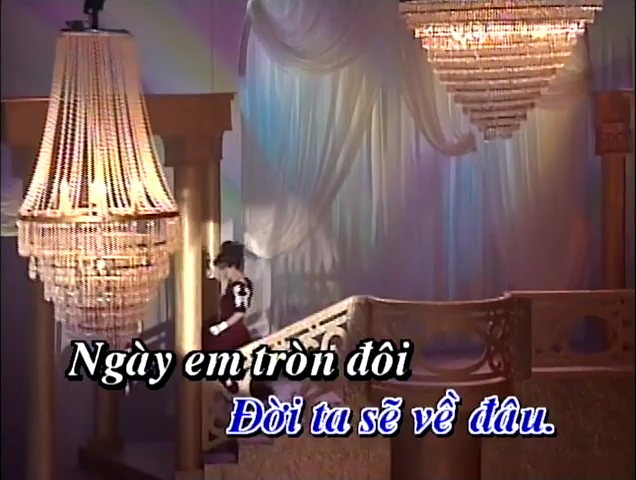 Ngày em tròn đôi
Đời ta sẽ về đâu.